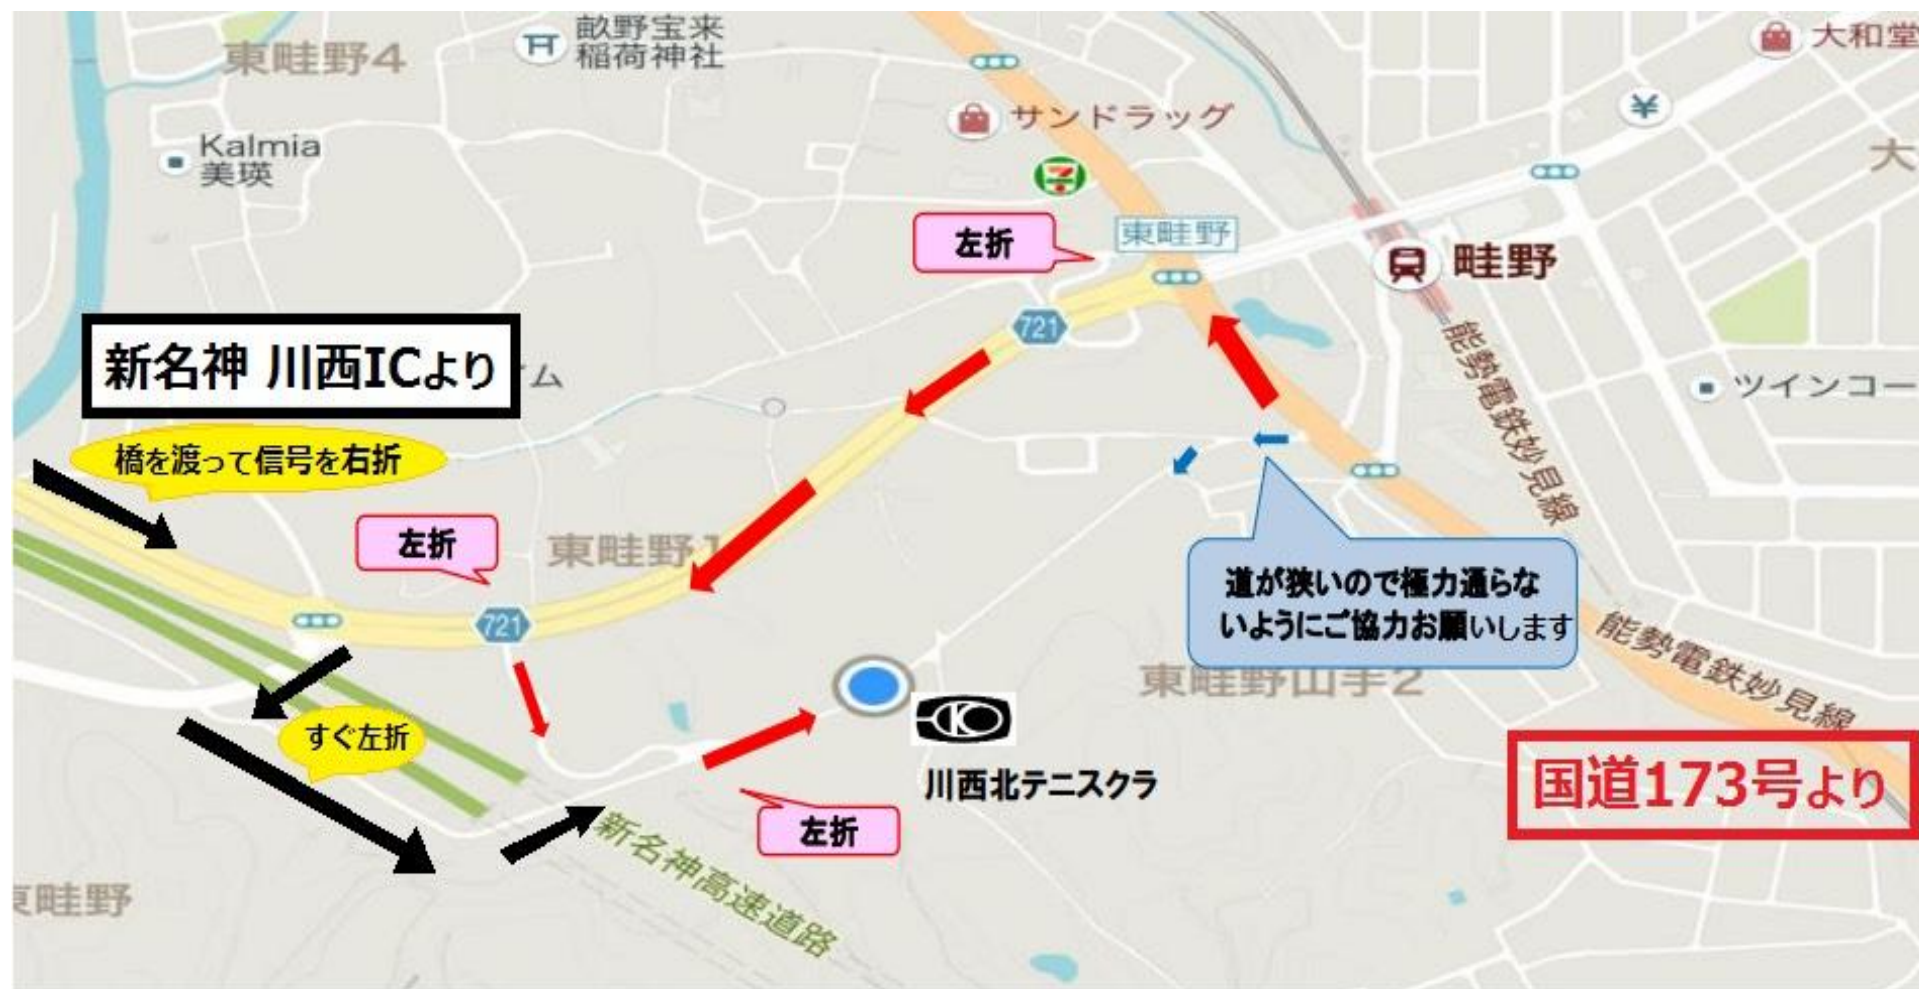 東畦野4
畝野宝来
稲荷神社
大和堂
サンドラッグ
Kalmia
美瑛
大
左折
東畦野
畦野
721
新名神 川西ICより
ム
能勢電鉄妙見線
ツインコー
橋を渡って信号を右折
左折
東畦野1
道が狭いので極力通らな
いようにご協力お願いします
721
能勢電鉄妙見線
東畦野山手2
すぐ左折
川西北テニスクラ
国道173号より
左折
新名神高速道路
東畦野